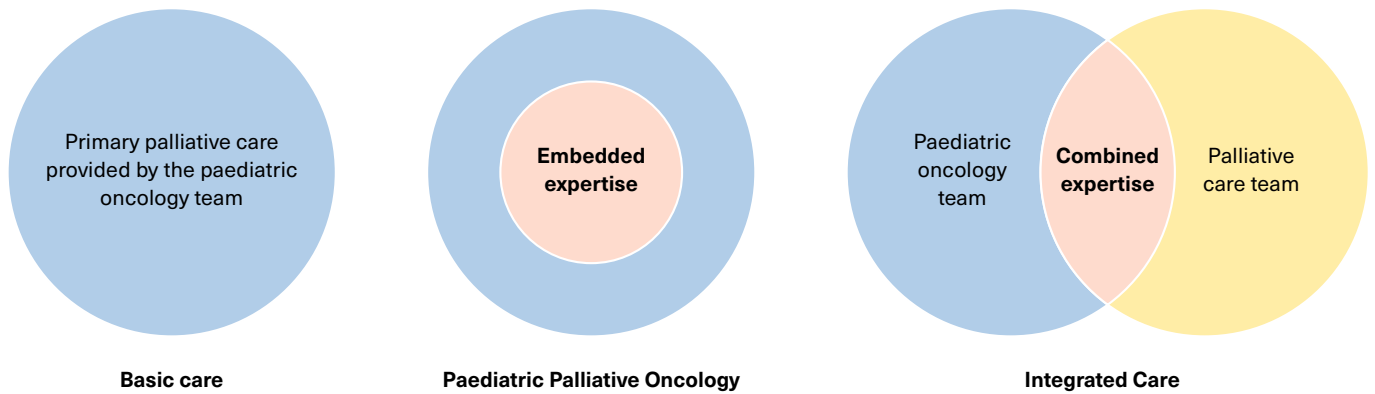 Primary palliative care
provided by the paediatric
oncology team
Embedded
expertise
Paediatric
oncology
team
Combined
expertise
Palliative
care team
Basic care
Paediatric Palliative Oncology
Integrated Care